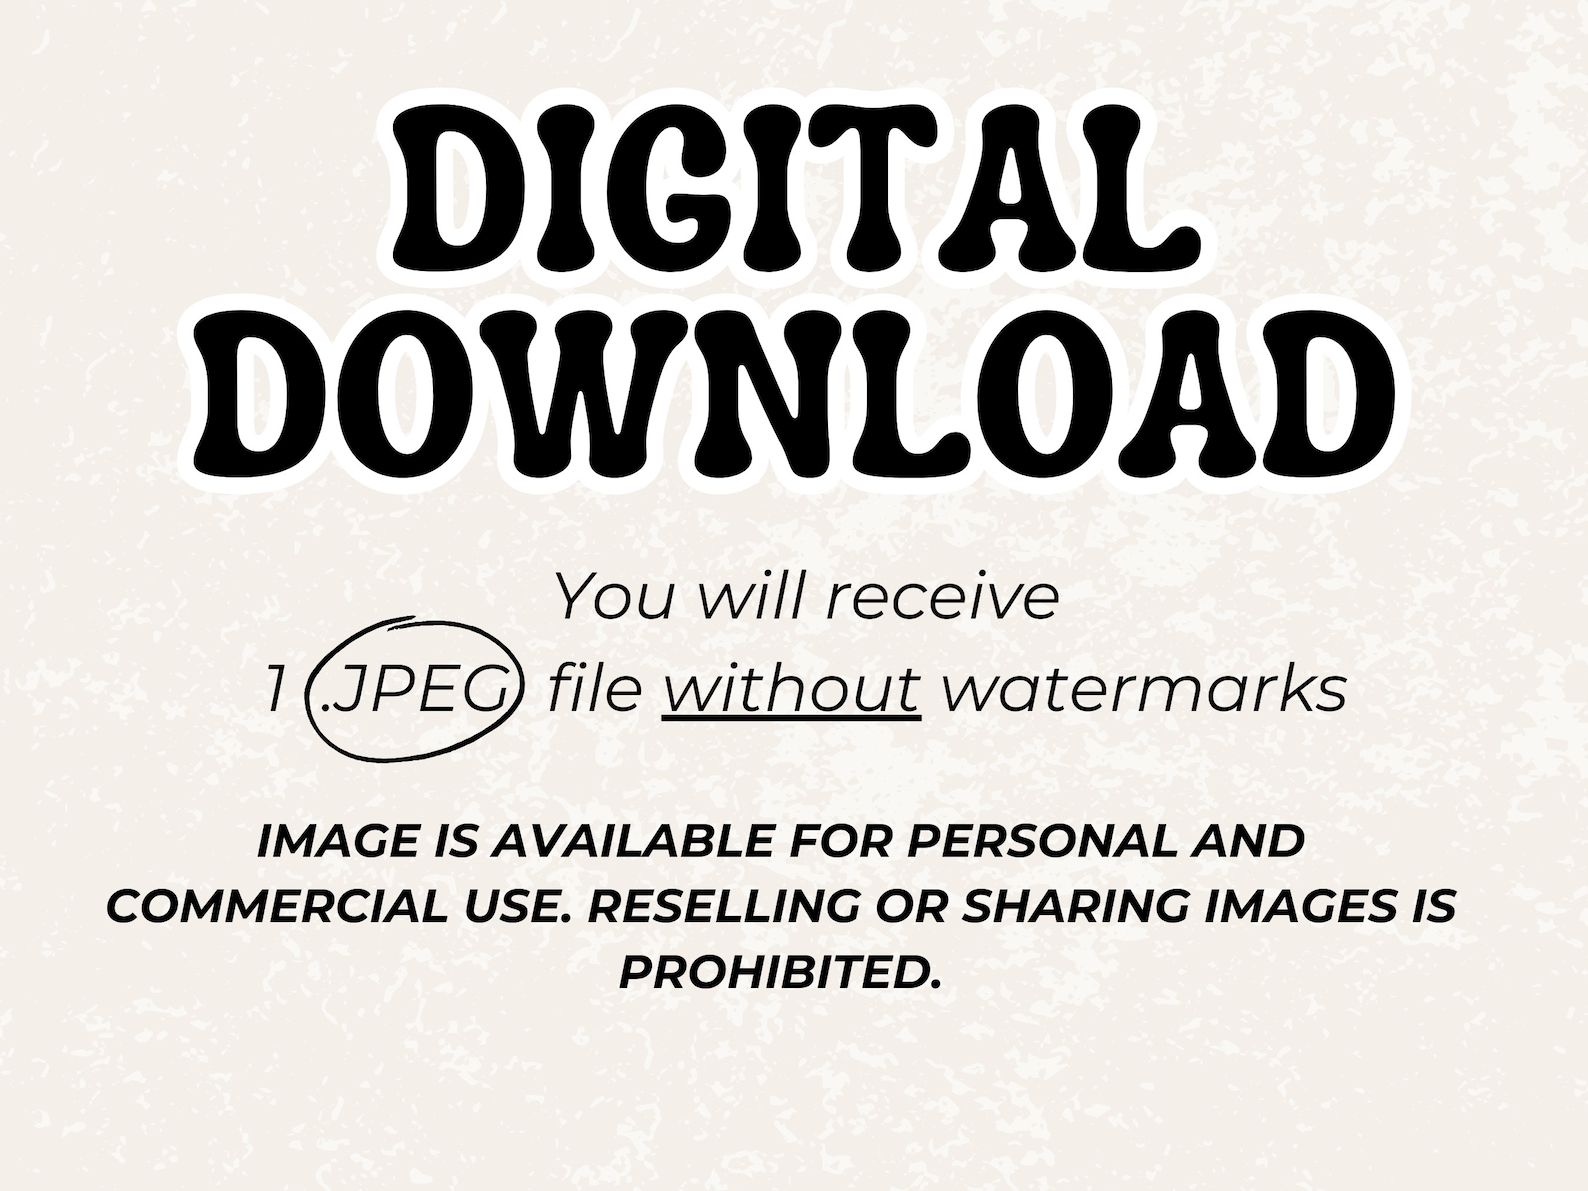 DIGITAL
DOWNLOAD
You will receive
1 .JPEG file without watermarks
IMAGE IS AVAILABLE FOR PERSONAL AND
COMMERCIAL USE. RESELLING OR SHARING IMAGES IS
PROHIBITED.